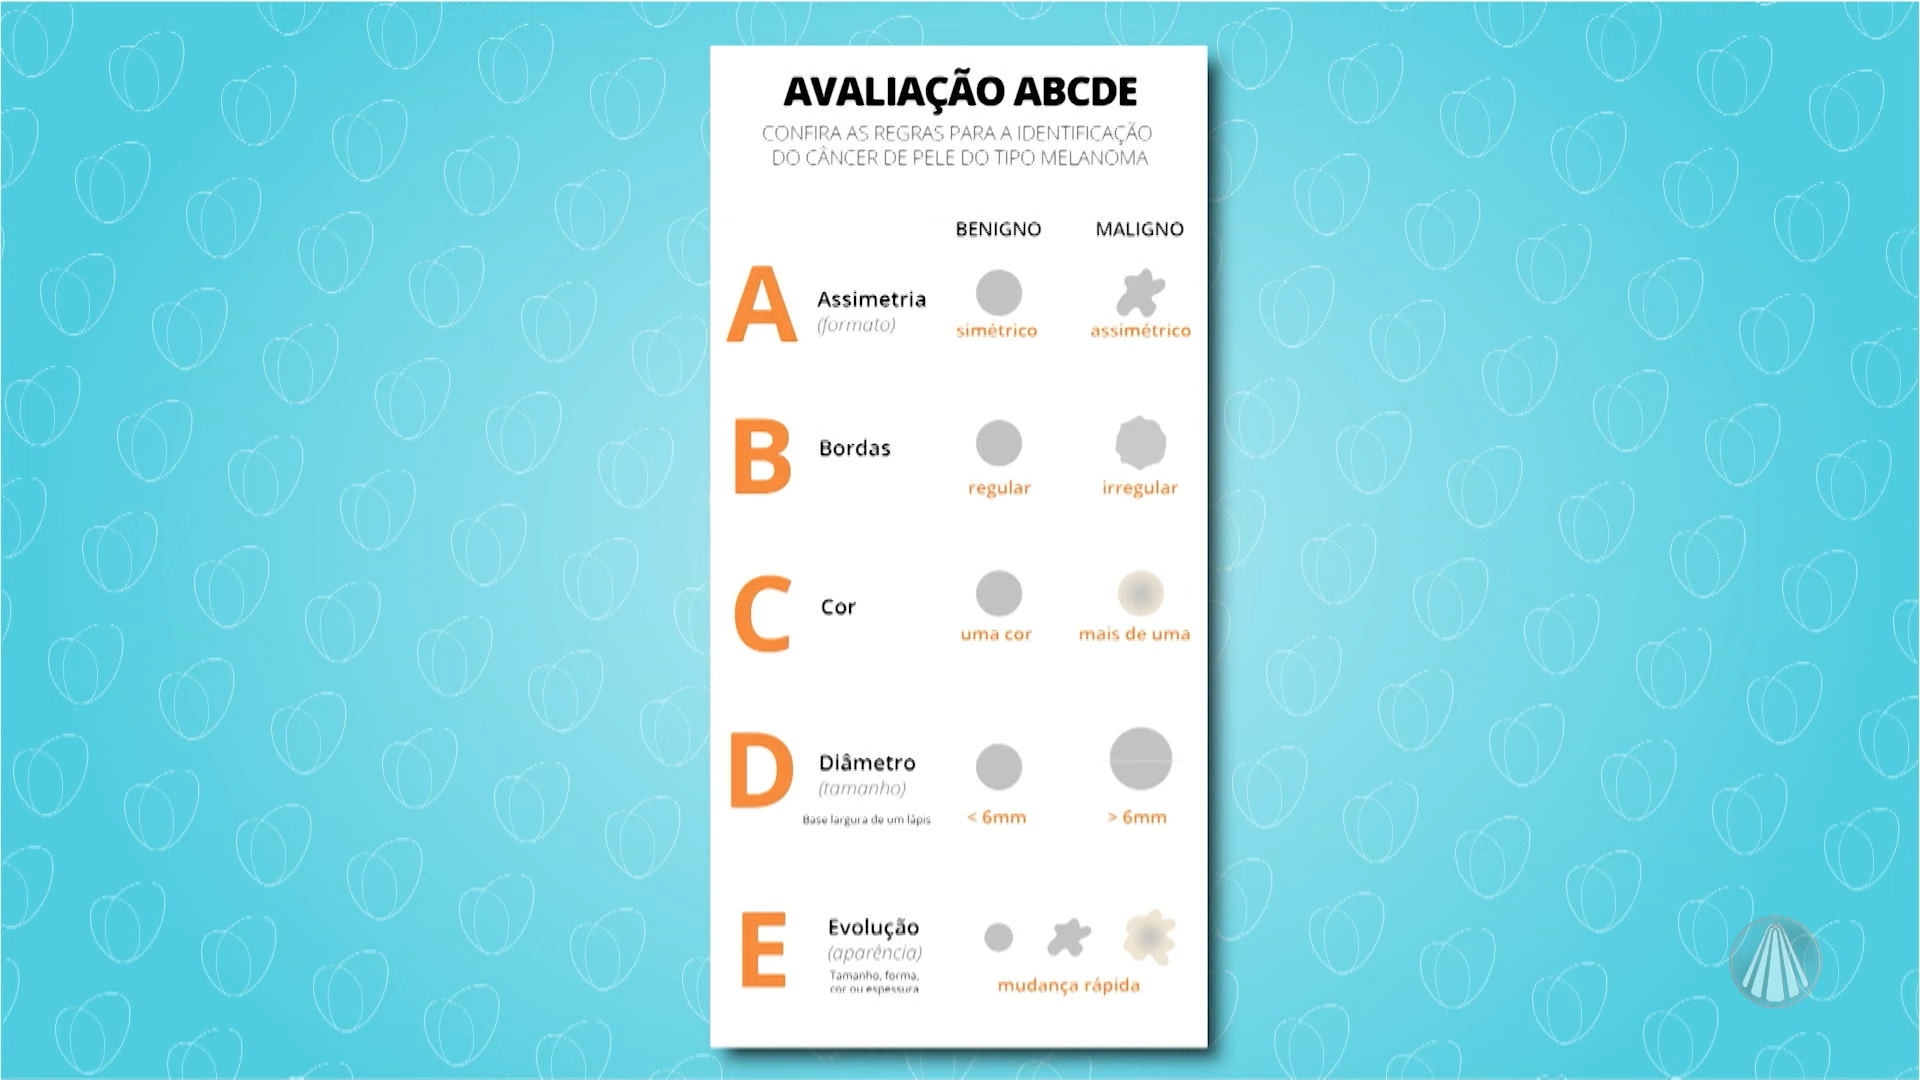 AVALIAÇÃO ABCDE
CONFIRA AS REGRAS PARA A IDENTIFICAÇÃO
DO CÂNCER DE PELE DO TIPO MELANOMA
BENIGNO MALIGNO
A Assimetria
(formato)
simétrico assimétrico
B Bordas
regular irregular
C Cor
uma cor mais de uma
D Diâmetro
(tamanho)
Base largura de um lápis < 6mm > 6mm
E Evolução
(aparência)
Tamanho, forma,
cor ou espessura
mudança rápida